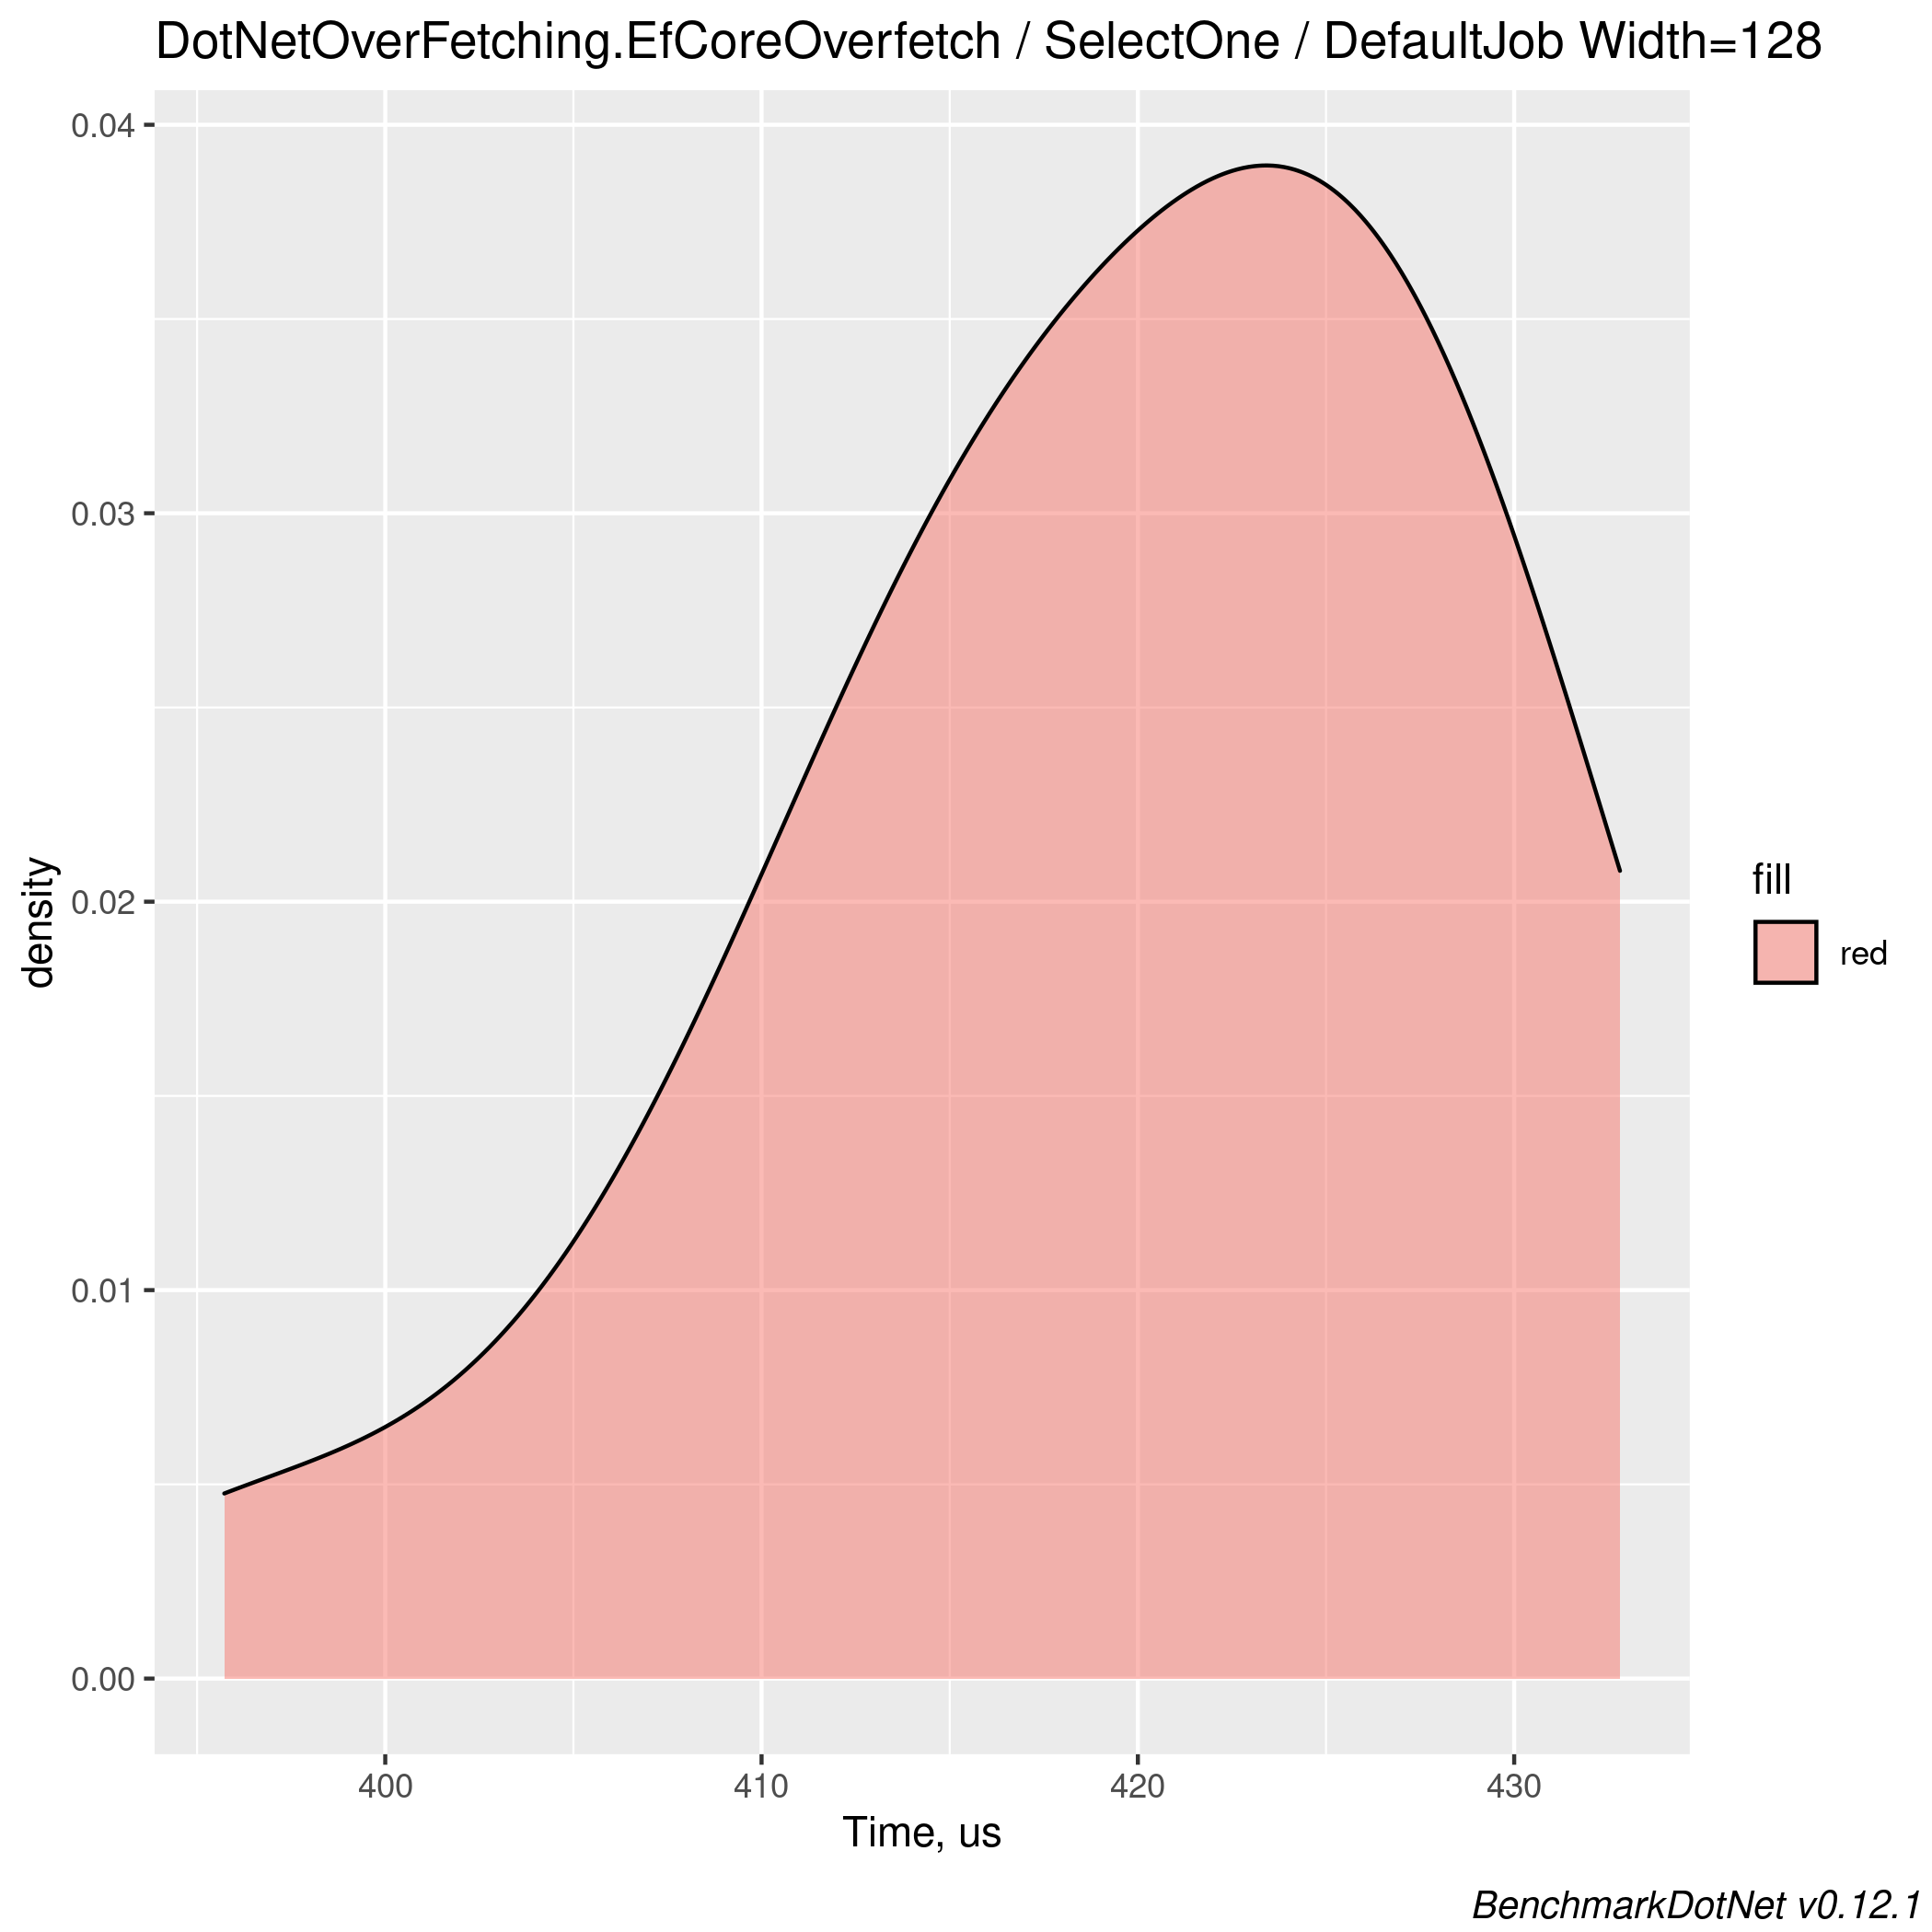 DotNetOverFetching.EfCoreOverfetch / SelectOne / DefaultJob Width=128
0.04
0.03
0.02
0.01
0.00
density
400 410 420 430
Time, us
fill
red
BenchmarkDotNet v0.12.1